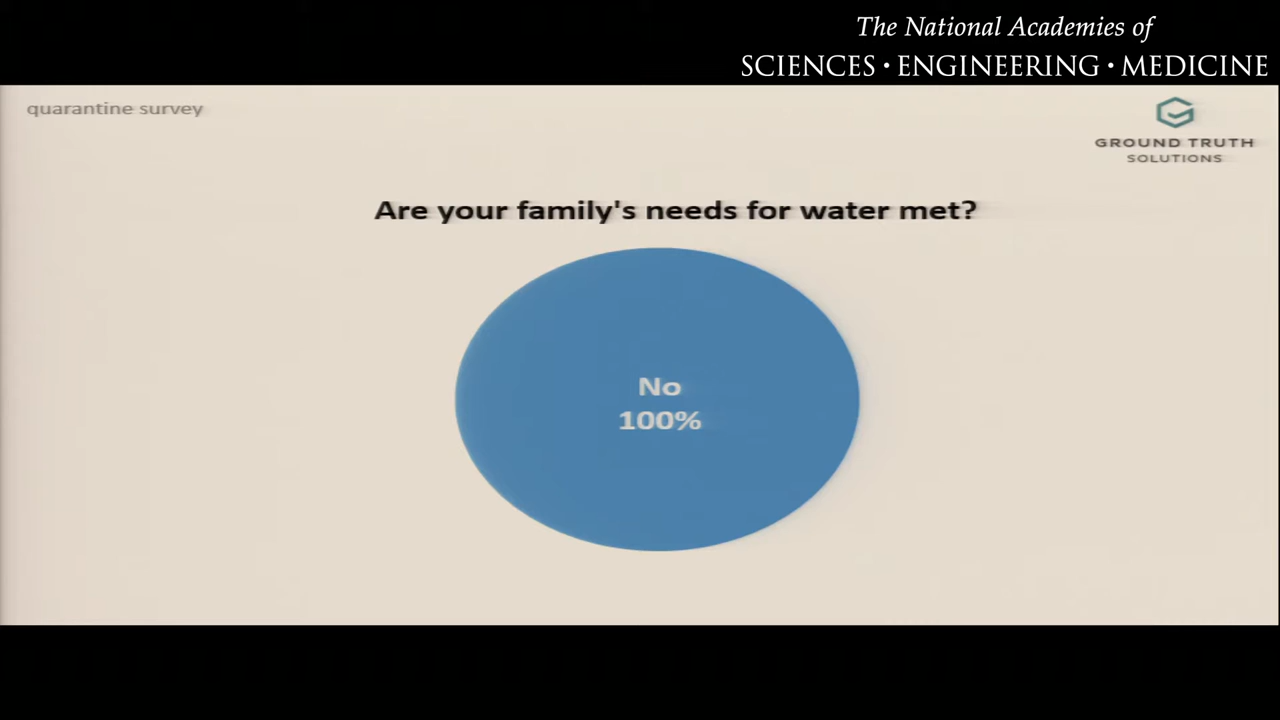 The National Academies of
SCIENCES • ENGINEERING • MEDICINE
quarantine survey
GROUND TRUTH
SOLUTIONS
Are your family's needs for water met?
No
100%